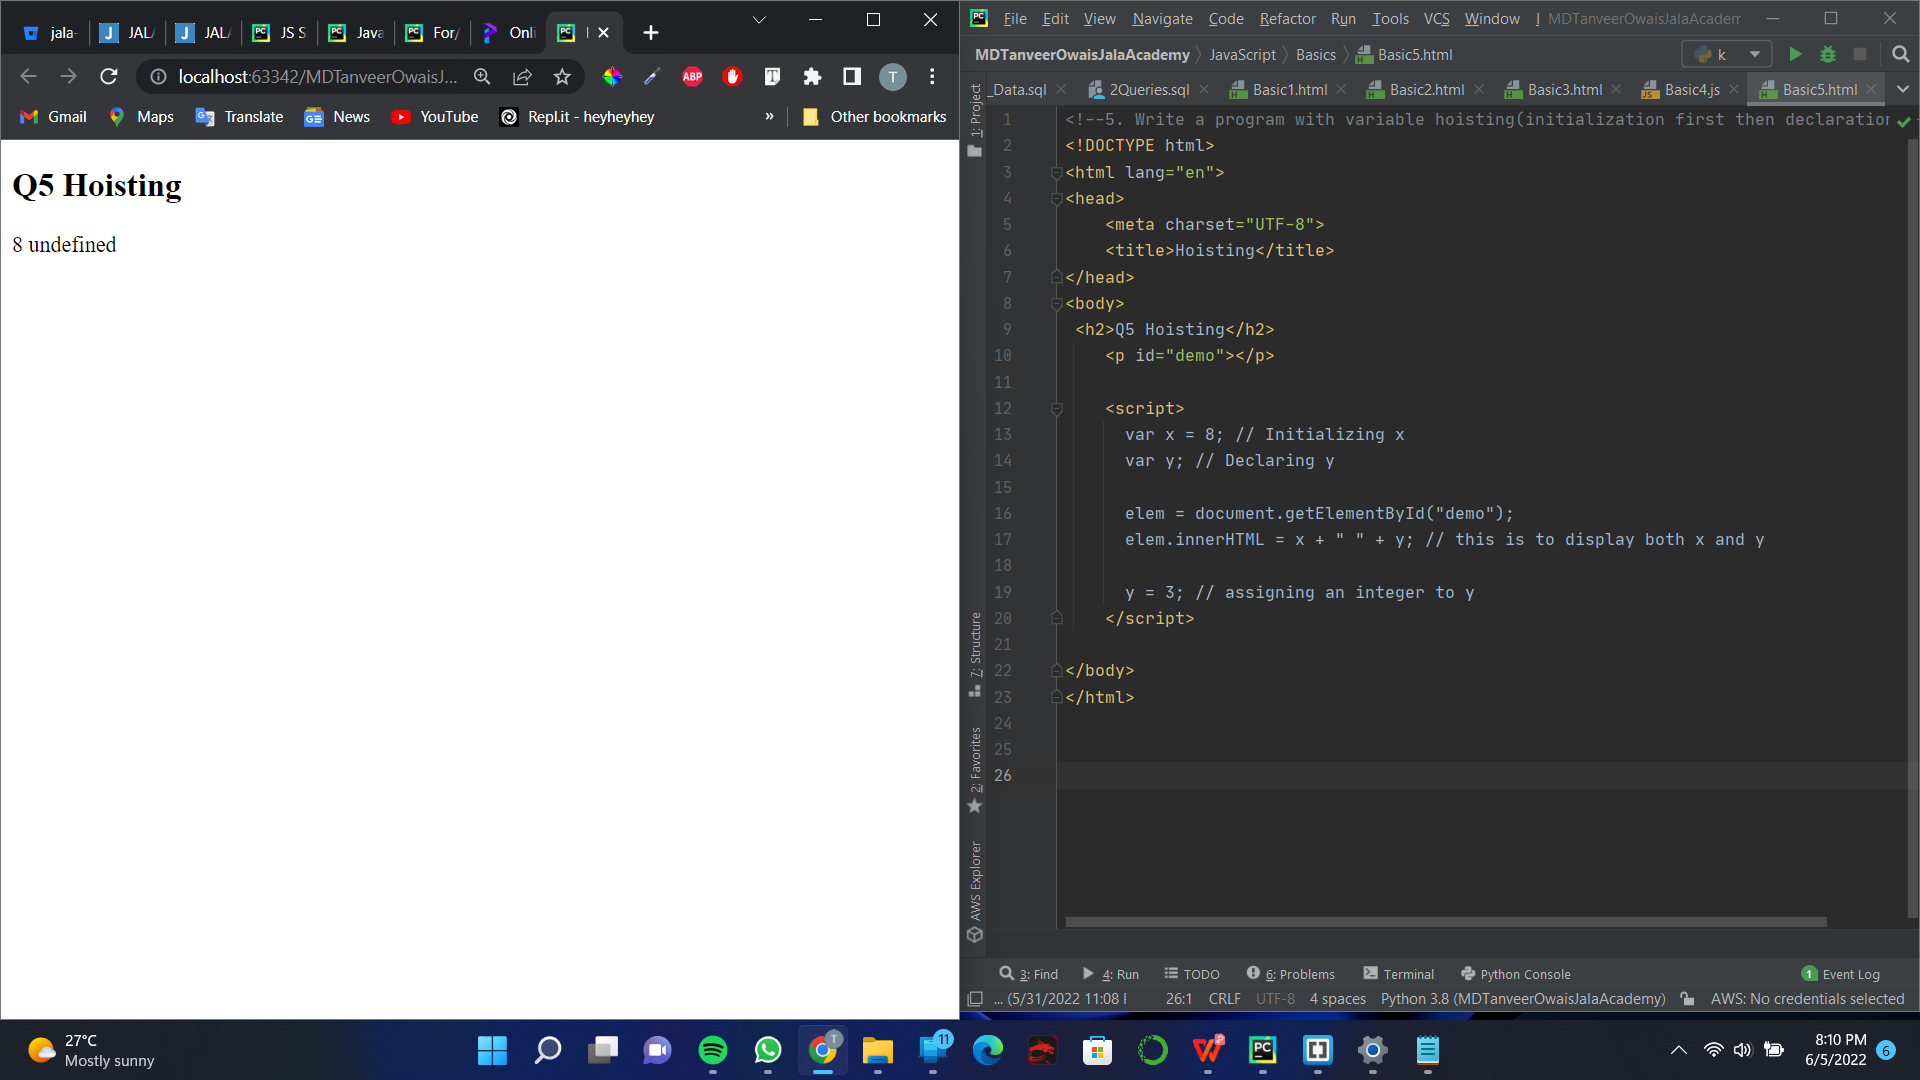 jala-
JAL
JAL
JS S
Java
For/
Onli
localhost:63342/MDTanveerOwaisJ...
ABP
T
T
Gmail
Maps
Translate
News
YouTube
Repl.it - heyheyhey
»
Other bookmarks
Q5 Hoisting
8 undefined
File Edit View Navigate Code Refactor Run Tools VCS Window MDTanveerOwaisJalaAcadem
MDTanveerOwaisJalaAcademy JavaScript Basics Basic5.html
k
_Data.sql 2Queries.sql Basic1.html Basic2.html Basic3.html Basic4.js Basic5.html
1: Project
7: Structure
2: Favorites
AWS Explorer
1 <!--5. Write a program with variable hoisting(initialization first then declaration
2 <!DOCTYPE html>
3 <html lang="en">
4 <head>
5 <meta charset="UTF-8">
6 <title>Hoisting</title>
7 </head>
8 <body>
9 <h2>Q5 Hoisting</h2>
10 <p id="demo"></p>
11
12 <script>
13 var x = 8; // Initializing x
14 var y; // Declaring y
15
16 elem = document.getElementById("demo");
17 elem.innerHTML = x + " " + y; // this is to display both x and y
18
19 y = 3; // assigning an integer to y
20 </script>
21
22 </body>
23 </html>
24
25
26
3: Find 4: Run TODO 6: Problems Terminal Python Console 1 Event Log
... (5/31/2022 11:08 26:1 CRLF UTF-8 4 spaces Python 3.8 (MDTanveerOwaisJalaAcademy) AWS: No credentials selected
27°C
Mostly sunny
T
11
8:10 PM
6/5/2022
6